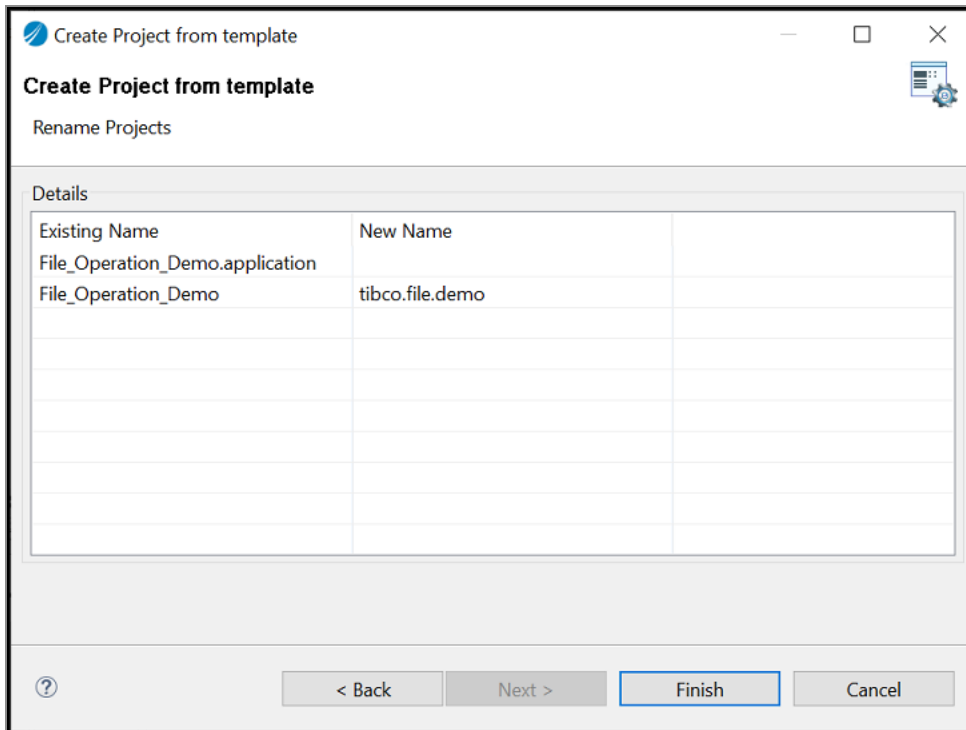 Create Project from template
Create Project from template
Rename Projects
Details
Existing Name New Name
File_Operation_Demo.application
File_Operation_Demo tibco.file.demo
? < Back Next > Finish Cancel